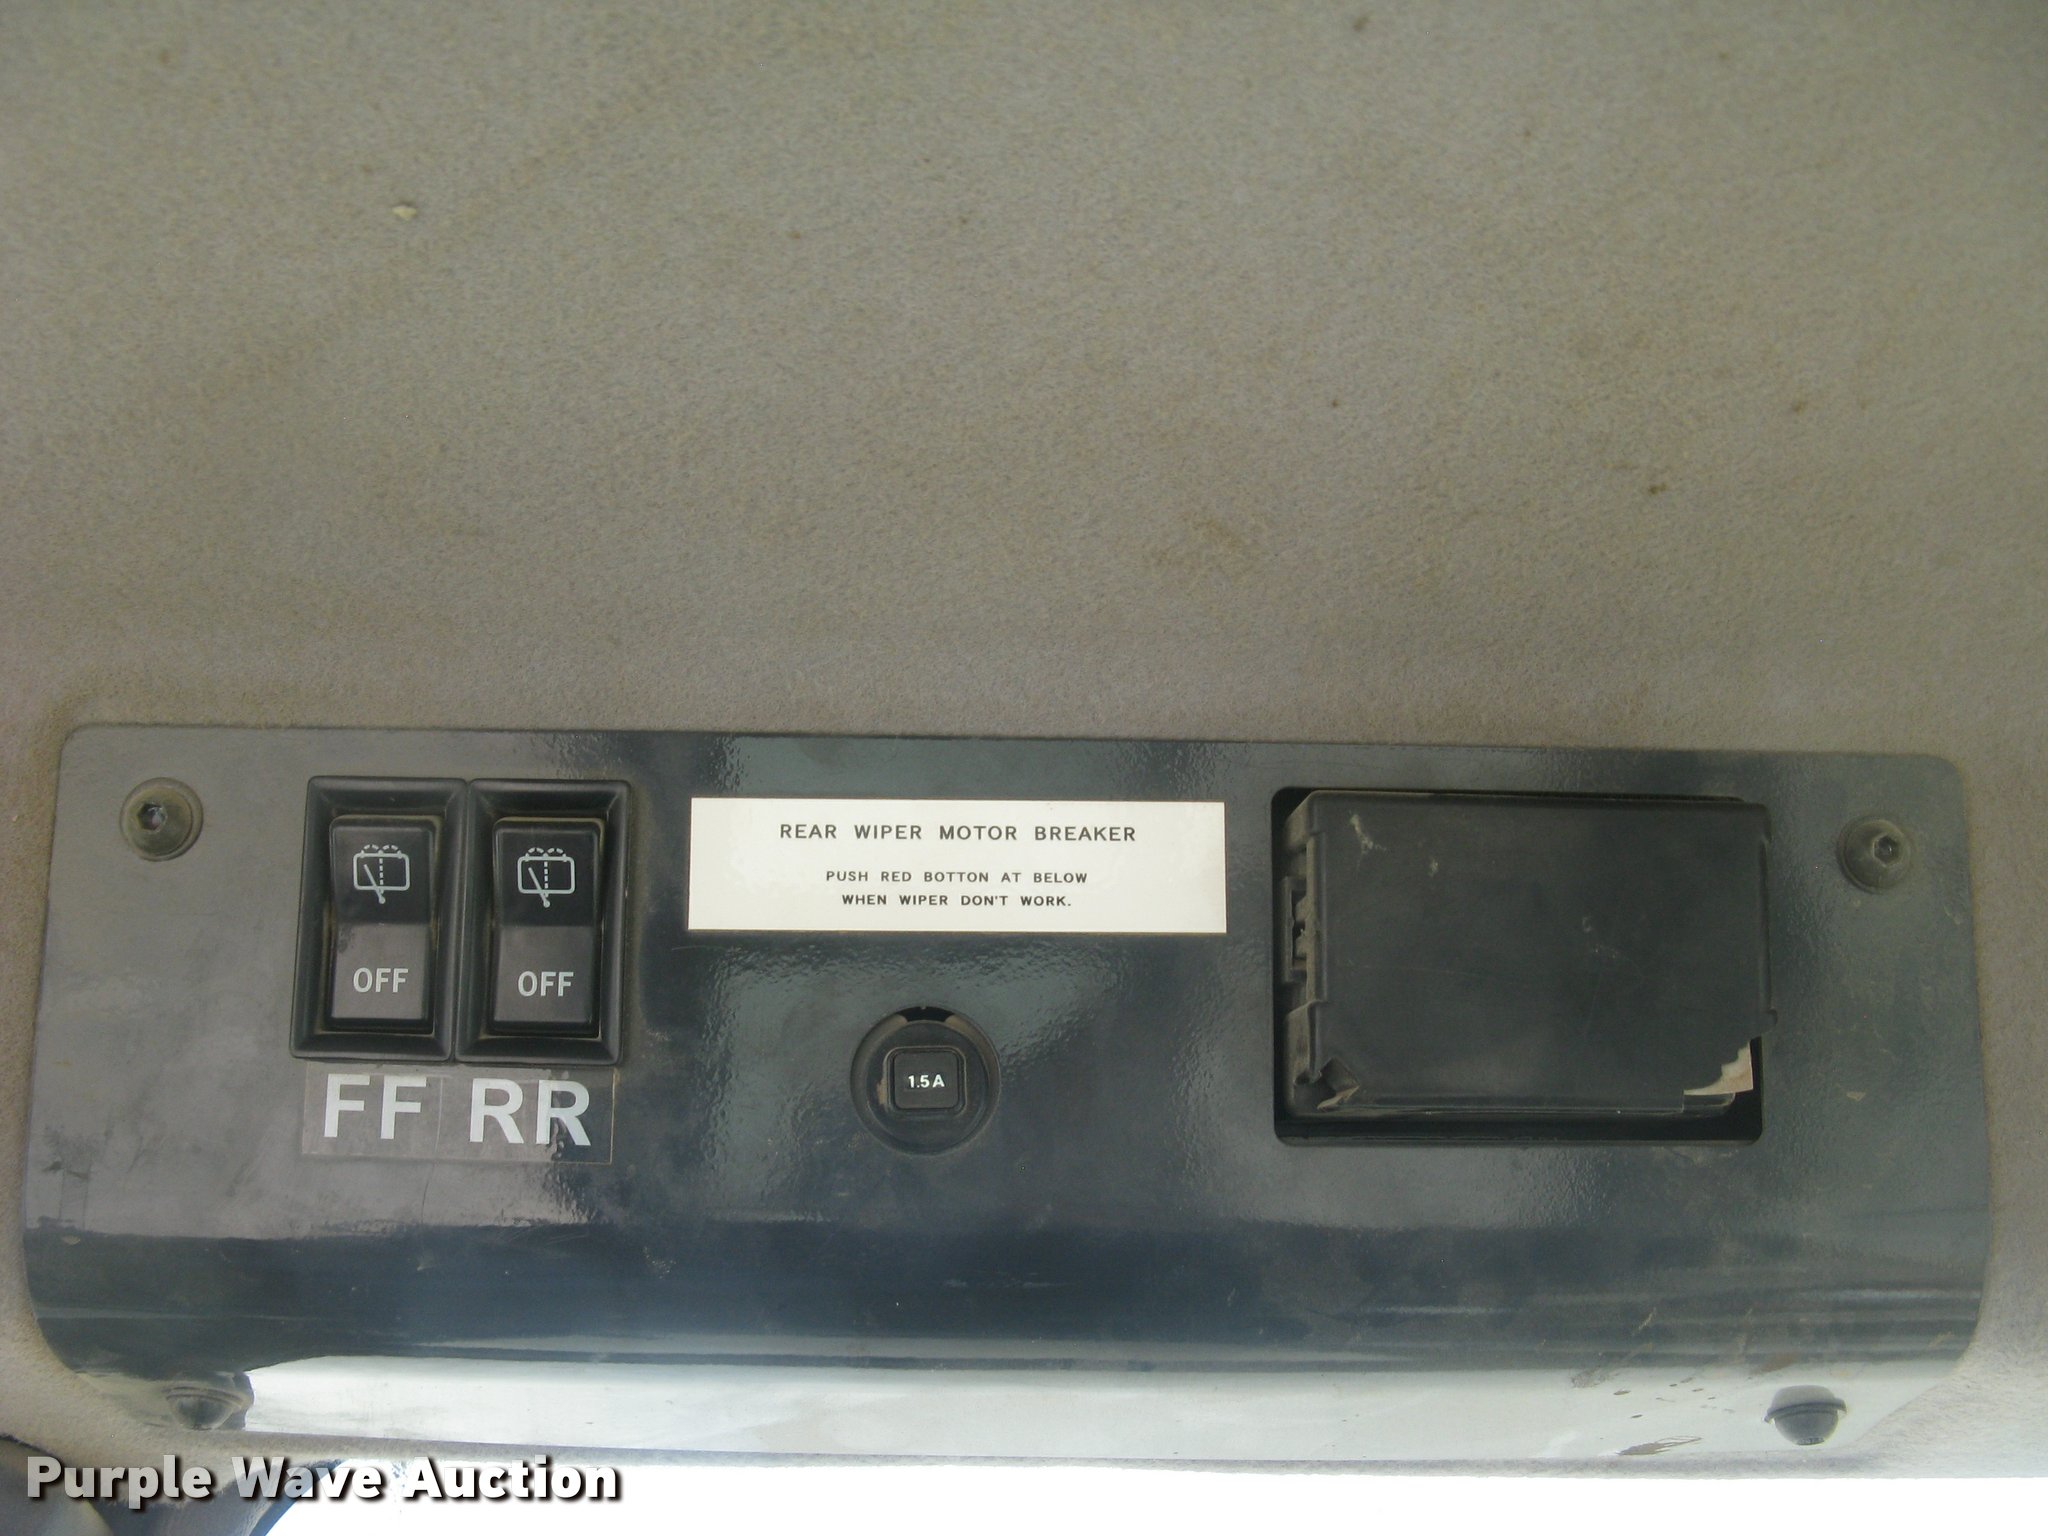 REAR WIPER MOTOR BREAKER
PUSH RED BOTTON AT BELOW
WHEN WIPER DON'T WORK.
OFF OFF
1.5A
FF RR
Purple Wave Auction